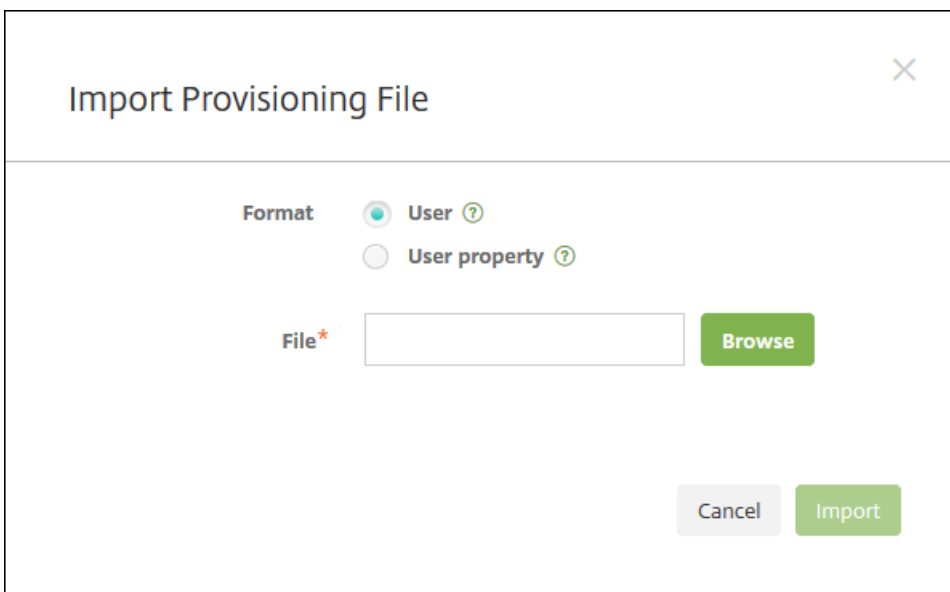 Import Provisioning File
Format User ?
User property ?
File* Browse
Cancel Import